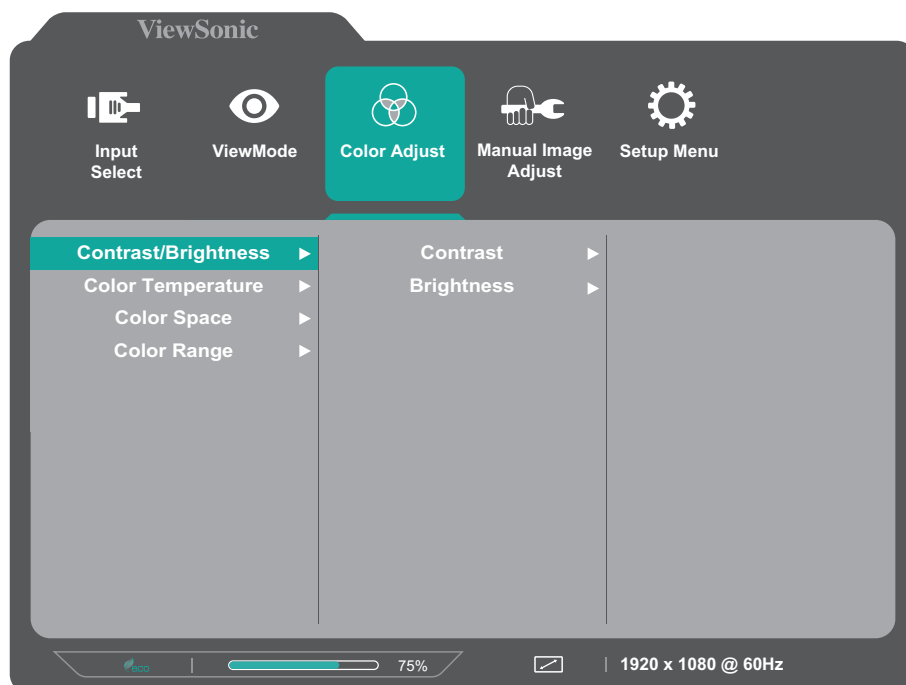 ViewSonic
Input
Select
ViewMode
Color Adjust
Manual Image
Adjust
Setup Menu
Contrast/Brightness
Contrast
Color Temperature
Brightness
Color Space
Color Range
eco
75%
1920 x 1080 @ 60Hz